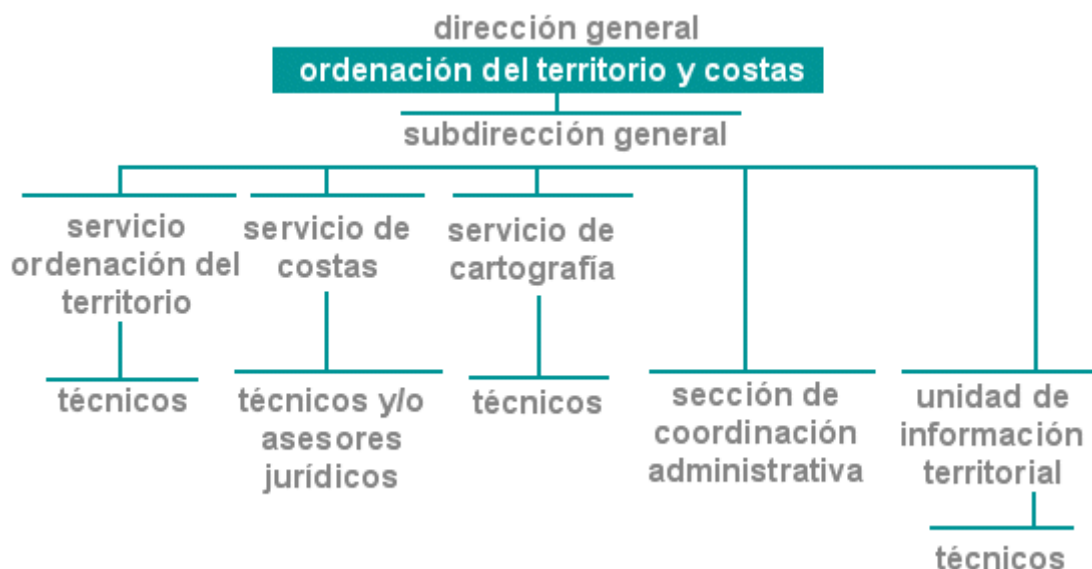 dirección general
ordenación del territorio y costas
subdirección general
servicio
ordenación del
territorio
servicio de
costas
servicio de
cartografía
técnicos
técnicos y/o
asesores
jurídicos
técnicos
sección de
coordinación
administrativa
unidad de
información
territorial
técnicos